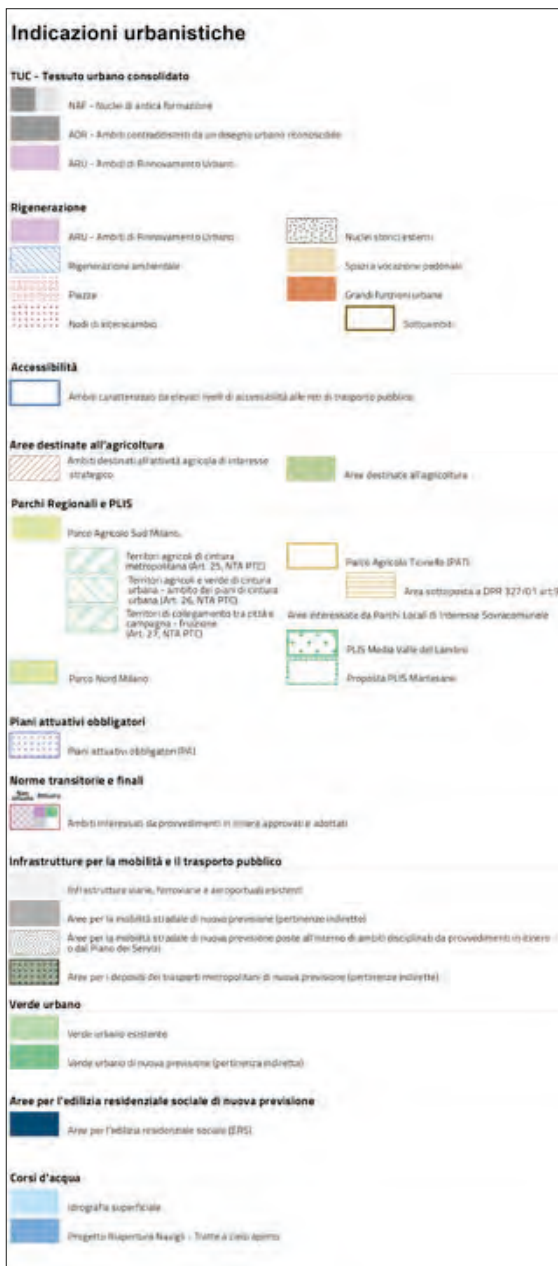 Indicazioni urbanistiche
TUC - Tessuto urbano consolidato
NAF - Nuclei di antica formazione
ADR - Ambiti contraddistinti da un disegno urbano riconoscibile
ARU - Ambiti di Rinnovamento Urbano
Rigenerazione
ARU - Ambiti di Rinnovamento Urbano
Rigenerazione ambientale
Piazze
Nodi di interscambio
Nuclei storici esterni
Spazi a vocazione pedonale
Grandi funzioni urbane
Sottoambiti
Accessibilità
Ambiti caratterizzati da elevati livelli di accessibilità alle reti di trasporto pubblico
Aree destinate all'agricoltura
Ambiti destinati all'attività agricola di interesse
strategico
Aree destinate all'agricoltura
Parchi Regionali e PLIS
Parco Agricolo Sud Milano
Territori agricoli di cintura
metropolitana (Art. 25, NTA PTC)
Territori agricoli e verde di cintura
urbana - ambito dei piani di cintura
urbana (Art. 26, NTA PTC)
Territori di collegamento tra città e
campagna - fruizione
(Art. 27, NTA PTC)
Parco Nord Milano
Parco Agricolo Ticinello (PAT)
Area sottoposta a DPR 327/01 art.9
Aree interessate da Parchi Locali di Interesse Sovracomunale
PLIS Media Valle del Lambro
Proposta PLIS Martesana
Piani attuativi obbligatori
Piani attuativi obbligatori (PA)
Norme transitorie e finali
Ambiti interessati da provvedimenti in itinere approvati e adottati
Infrastrutture per la mobilità e il trasporto pubblico
Infrastrutture viarie, ferroviarie e aeroportuali esistenti
Aree per la mobilità stradale di nuova previsione (pertinenze indirette)
Aree per la mobilità stradale di nuova previsione poste all'interno di ambiti disciplinati da provvedimenti in itinere
o dal Piano dei Servizi
Aree per i depositi dei trasporti metropolitani di nuova previsione (pertinenze indirette)
Verde urbano
Verde urbano esistente
Verde urbano di nuova previsione (pertinenza indiretta)
Aree per l'edilizia residenziale sociale di nuova previsione
Aree per l'edilizia residenziale sociale (ERS)
Corsi d'acqua
Idrografia superficiale
Progetto Riapertura Navigli - Tratte a cielo aperto